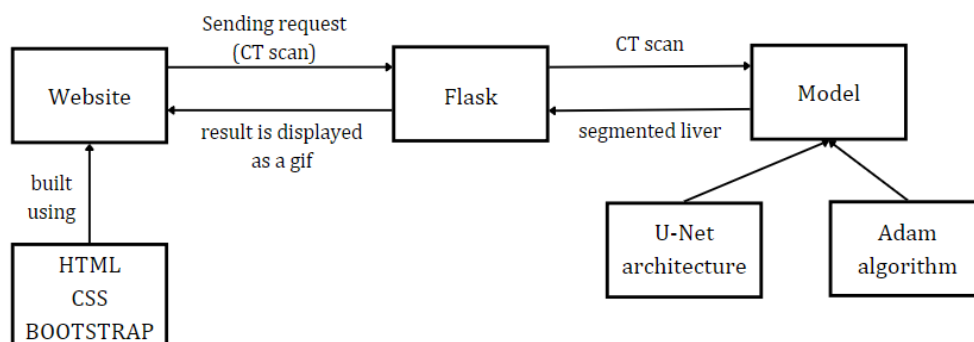 Sending request
(CT scan)
CT scan
Website
Flask
Model
result is displayed
as a gif
segmented liver
built
using
U-Net
architecture
Adam
algorithm
HTML
CSS
BOOTSTRAP